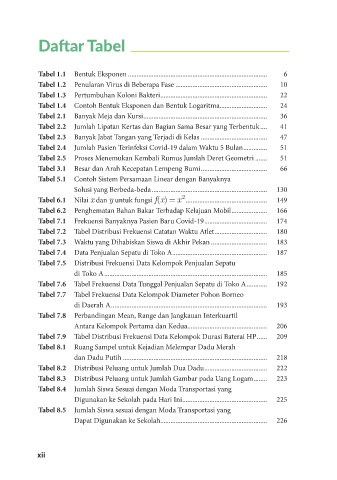 Daftar Tabel
Tabel 1.1 Bentuk Eksponen ........ 6
Tabel 1.2 Penularan Virus di Beberapa Fase ........ 10
Tabel 1.3 Pertumbuhan Koloni Bakteri ........ 22
Tabel 1.4 Contoh Bentuk Eksponen dan Bentuk Logaritma ........ 24
Tabel 2.1 Banyak Meja dan Kursi ........ 36
Tabel 2.2 Jumlah Lipatan Kertas dan Bagian Sama Besar yang Terbentuk .... 41
Tabel 2.3 Banyak Jabat Tangan yang Terjadi di Kelas ........ 47
Tabel 2.4 Jumlah Pasien Terinfeksi Covid-19 dalam Waktu 5 Bulan ........ 51
Tabel 2.5 Proses Menemukan Kembali Rumus Jumlah Deret Geometri ....... 51
Tabel 3.1 Besar dan Arah Kecepatan Lempeng Bumi ........ 66
Tabel 5.1 Contoh Sistem Persamaan Linear dengan Banyaknya
Solusi yang Berbeda-beda ........ 130
Tabel 6.1 Nilai x dan y untuk fungsi f(x) = x² ........ 149
Tabel 6.2 Penghematan Bahan Bakar Terhadap Kelajuan Mobil ........ 166
Tabel 7.1 Frekuensi Banyaknya Pasien Baru Covid-19 ........ 174
Tabel 7.2 Tabel Distribusi Frekuensi Catatan Waktu Atlet ........ 180
Tabel 7.3 Waktu yang Dihabiskan Siswa di Akhir Pekan ........ 183
Tabel 7.4 Data Penjualan Sepatu di Toko A ........ 187
Tabel 7.5 Distribusi Frekuensi Data Kelompok Penjualan Sepatu
di Toko A ........ 185
Tabel 7.6 Tabel Frekuensi Data Tunggal Penjualan Sepatu di Toko A ........ 192
Tabel 7.7 Tabel Frekuensi Data Kelompok Diameter Pohon Borneo
di Daerah A ........ 193
Tabel 7.8 Perbandingan Mean, Range dan Jangkauan Interkuartil
Antara Kelompok Pertama dan Kedua ........ 206
Tabel 7.9 Tabel Distribusi Frekuensi Data Kelompok Durasi Baterai HP ...... 209
Tabel 8.1 Ruang Sampel untuk Kejadian Melempar Dadu Merah
dan Dadu Putih ........ 218
Tabel 8.2 Distribusi Peluang untuk Jumlah Dua Dadu ........ 222
Tabel 8.3 Distribusi Peluang untuk Jumlah Gambar pada Uang Logam ........ 223
Tabel 8.4 Jumlah Siswa Sesuai dengan Moda Transportasi yang
Digunakan ke Sekolah pada Hari Ini ........ 225
Tabel 8.5 Jumlah Siswa sesuai dengan Moda Transportasi yang
Dapat Digunakan ke Sekolah ........ 226
xii